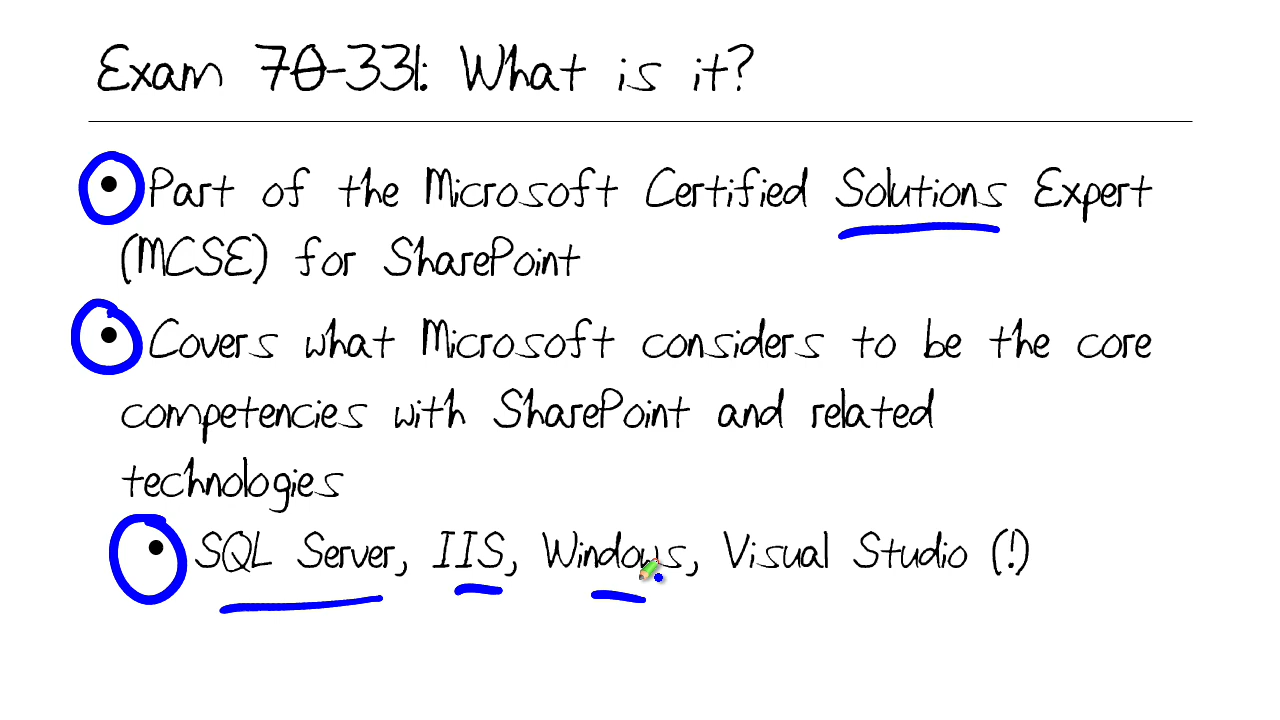 Exam 70-331: What is it?
• Part of the Microsoft Certified Solutions Expert
(MCSE) for SharePoint
• Covers what Microsoft considers to be the core
competencies with SharePoint and related
technologies
• SQL Server, IIS, Windows, Visual Studio (!)